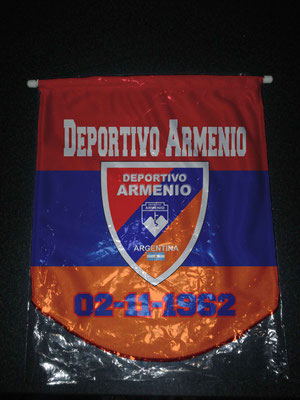 DEPORTIVO ARMENIO
DEPORTIVO
ARMENIO
ARGENTINA
02-11-1962